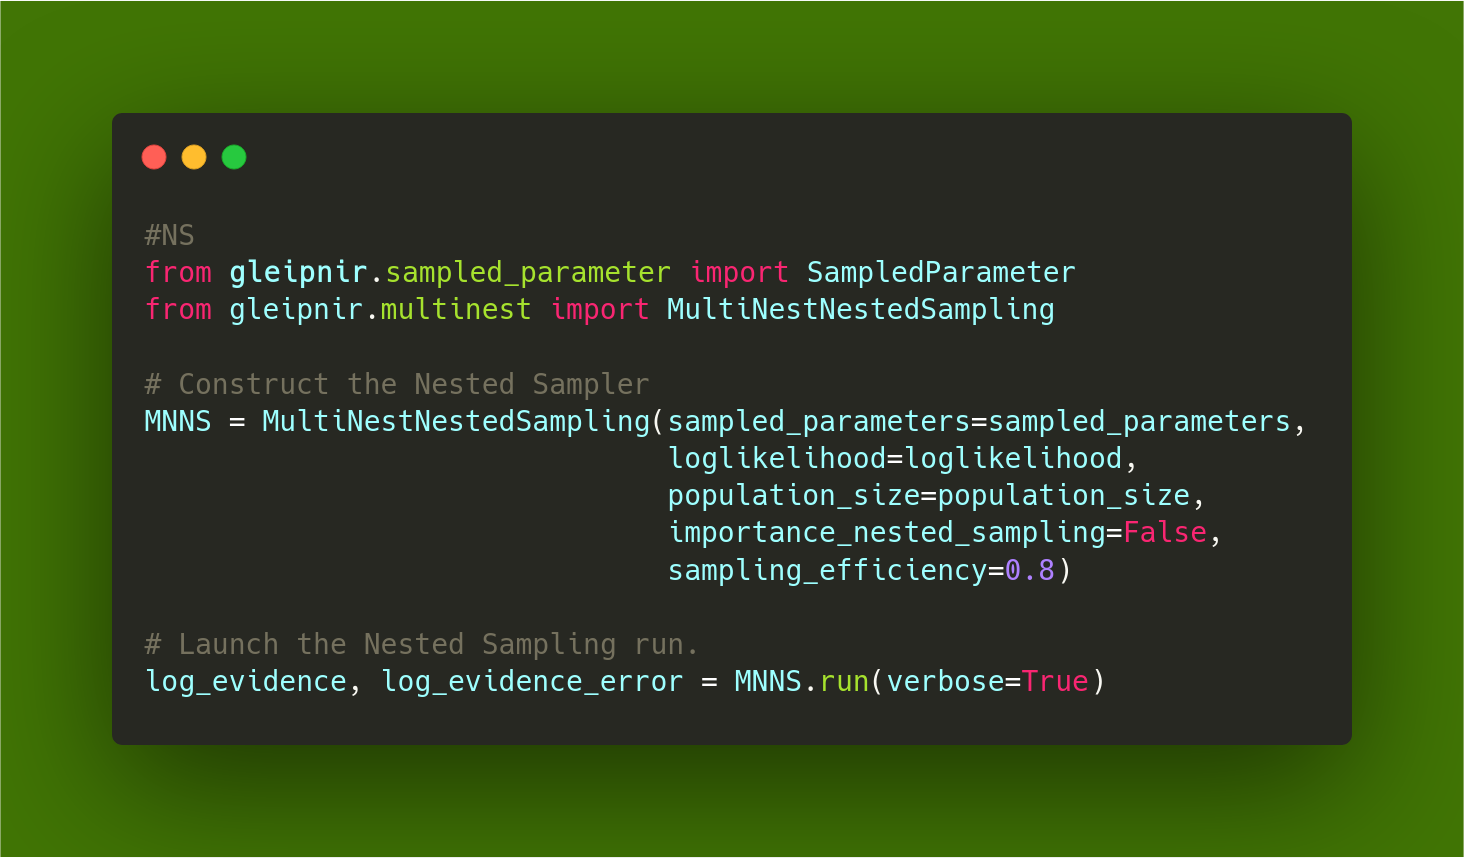 #NS
from gleipnir.sampled_parameter import SampledParameter
from gleipnir.multinest import MultiNestNestedSampling
# Construct the Nested Sampler
MNNS = MultiNestNestedSampling(sampled_parameters=sampled_parameters,
loglikelihood=loglikelihood,
population_size=population_size,
importance_nested_sampling=False,
sampling_efficiency=0.8)
# Launch the Nested Sampling run.
log_evidence, log_evidence_error = MNNS.run(verbose=True)